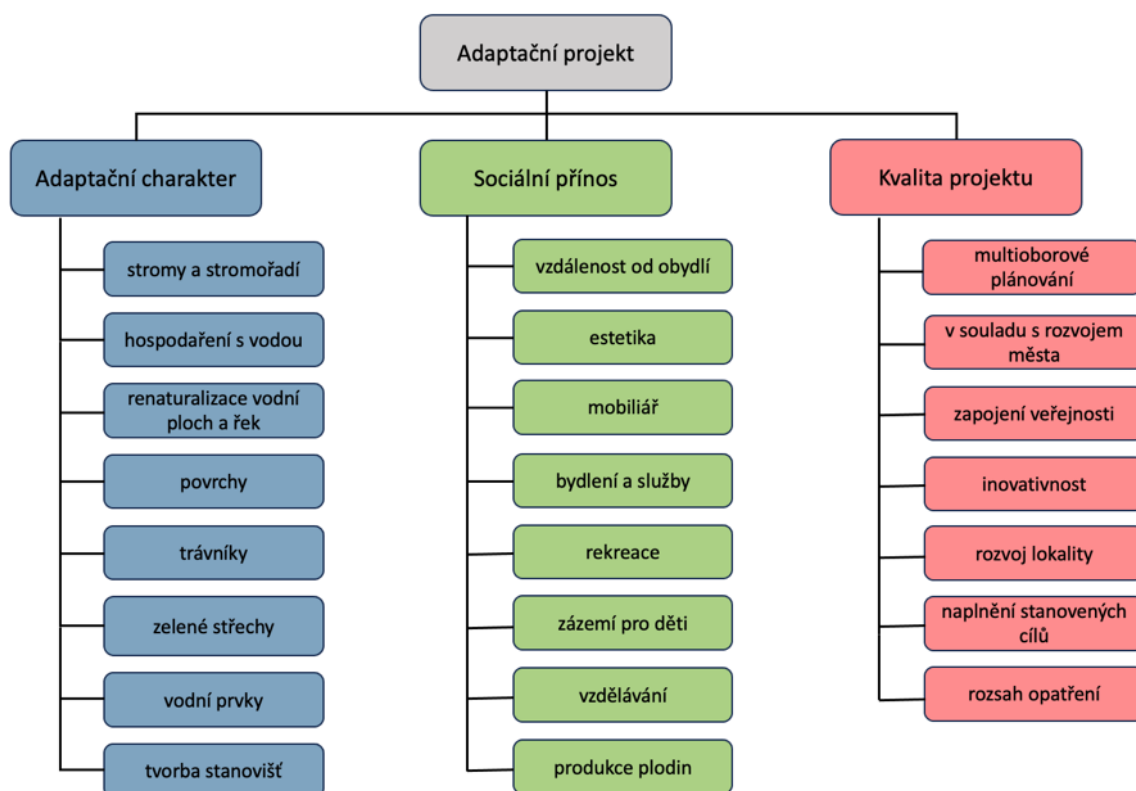 Adaptační projekt
Adaptační charakter
stromy a stromořadí
hospodaření s vodou
renaturalizace vodní
ploch a řek
povrchy
trávníky
zelené střechy
vodní prvky
tvorba stanovišť
Sociální přínos
vzdálenost od obydlí
estetika
mobiliář
bydlení a služby
rekreace
zázemí pro děti
vzdělávání
produkce plodin
Kvalita projektu
multioborové
plánování
v souladu s rozvojem
města
zapojení veřejnosti
inovativnost
rozvoj lokality
naplnění stanovených
cílů
rozsah opatření